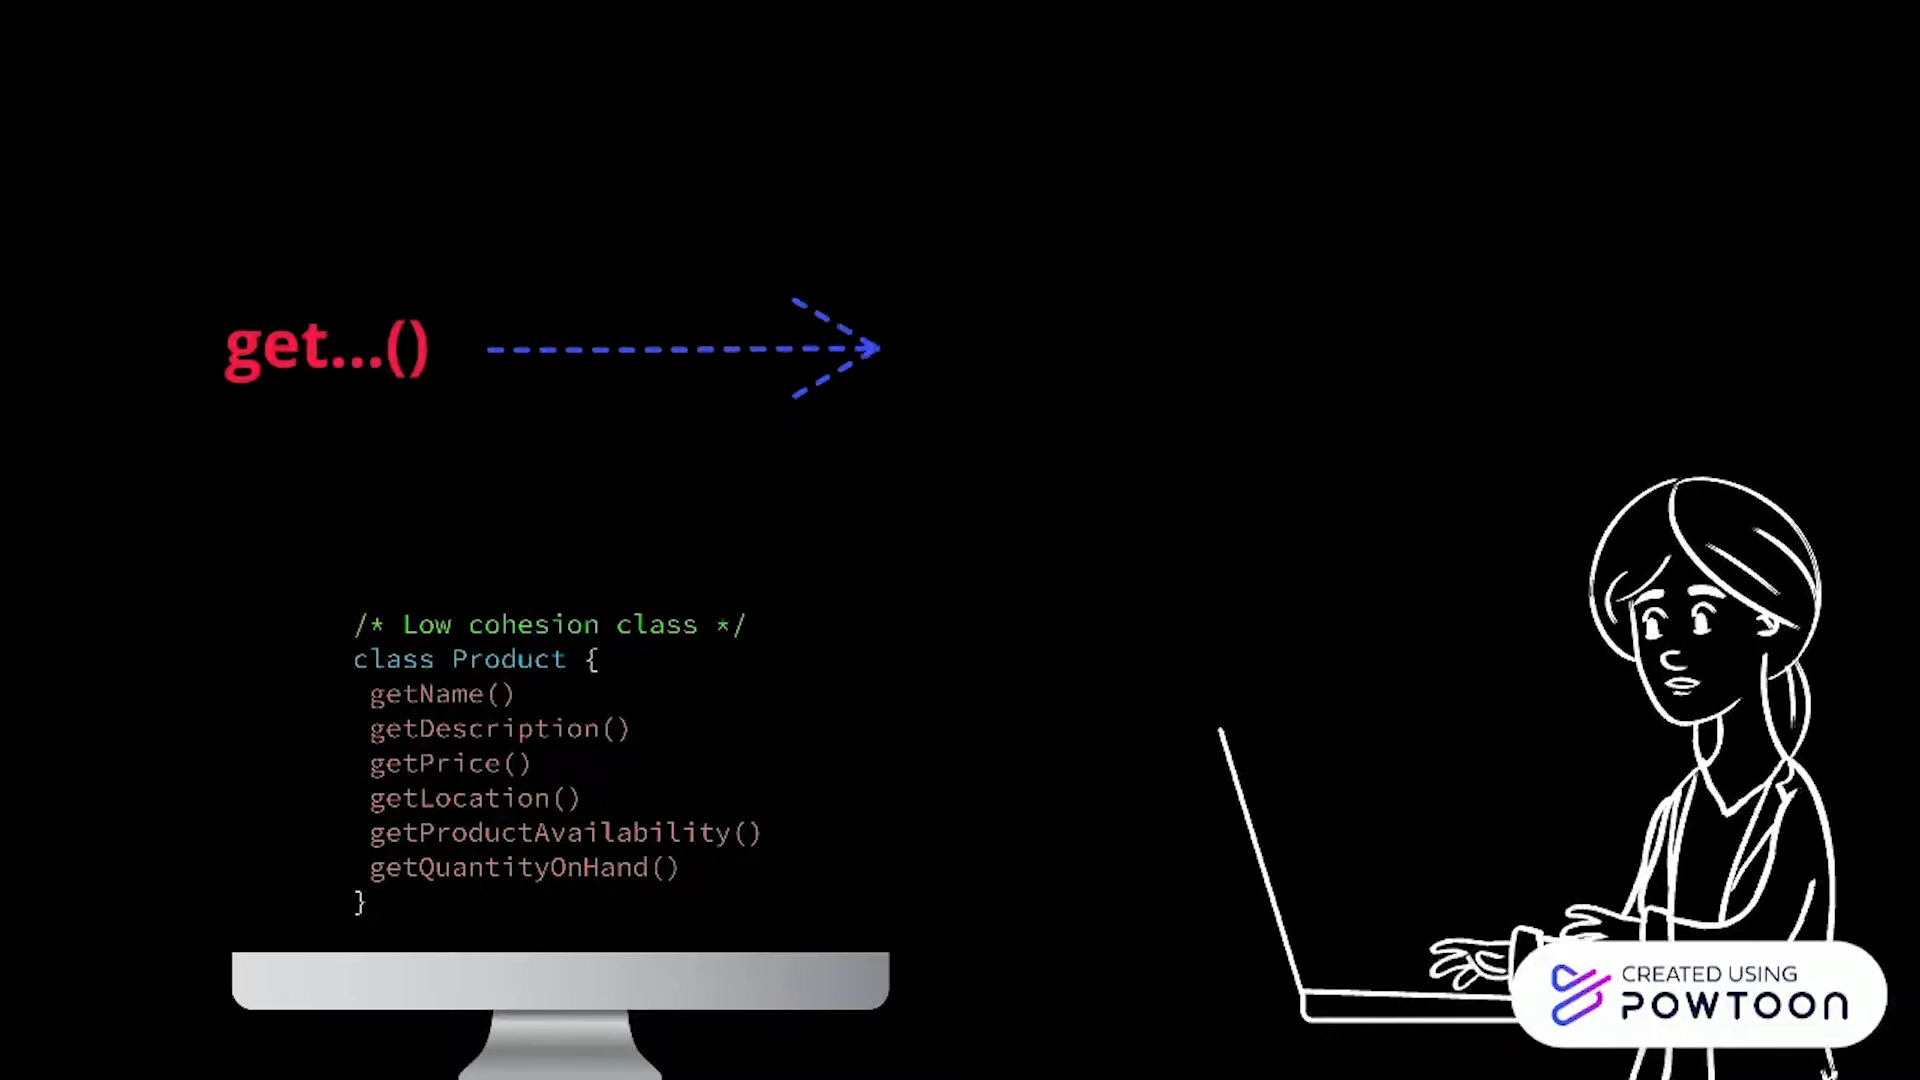 get...()
/* Low cohesion class */
class Product {
getName()
getDescription()
getPrice()
getLocation()
getProductAvailability()
getQuantityOnHand()
}
CREATED USING
POWTOON